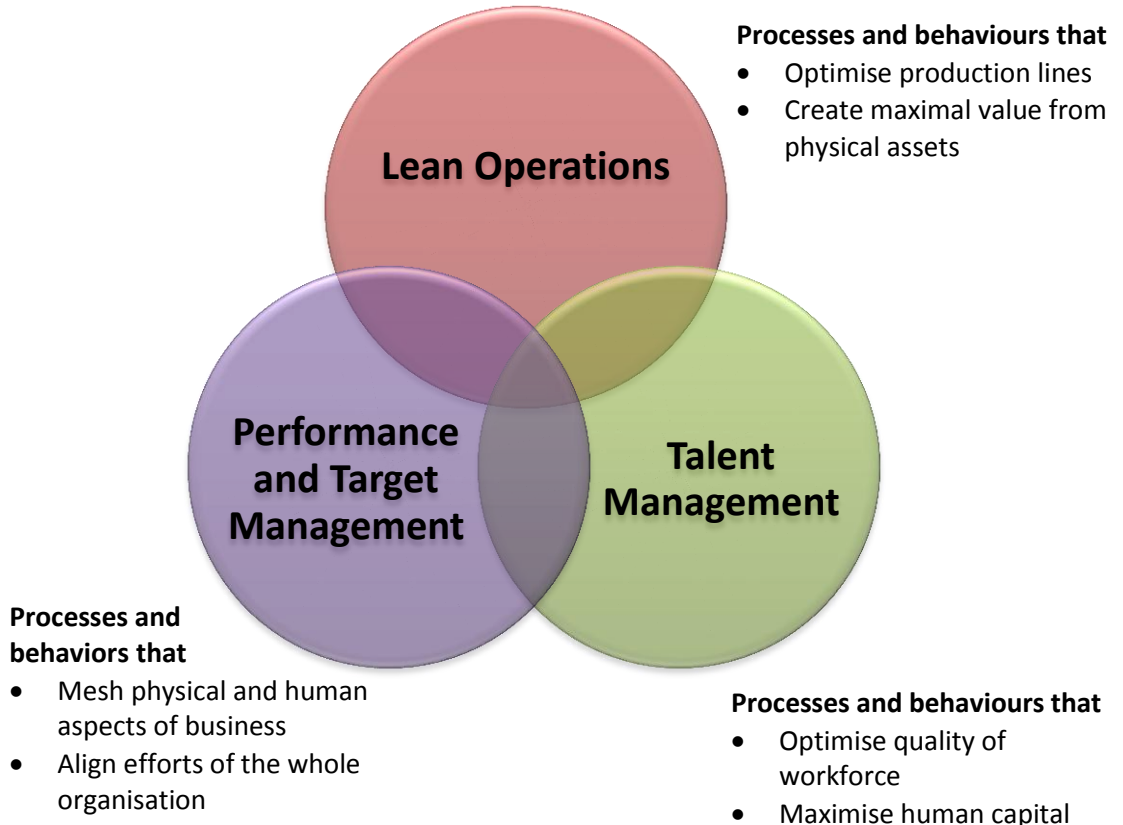 Processes and behaviours that
• Optimise production lines
• Create maximal value from
physical assets
Lean Operations
Performance
and Target
Management
Talent
Management
Processes and
behaviors that
• Mesh physical and human
aspects of business
• Align efforts of the whole
organisation
Processes and behaviours that
• Optimise quality of
workforce
• Maximise human capital